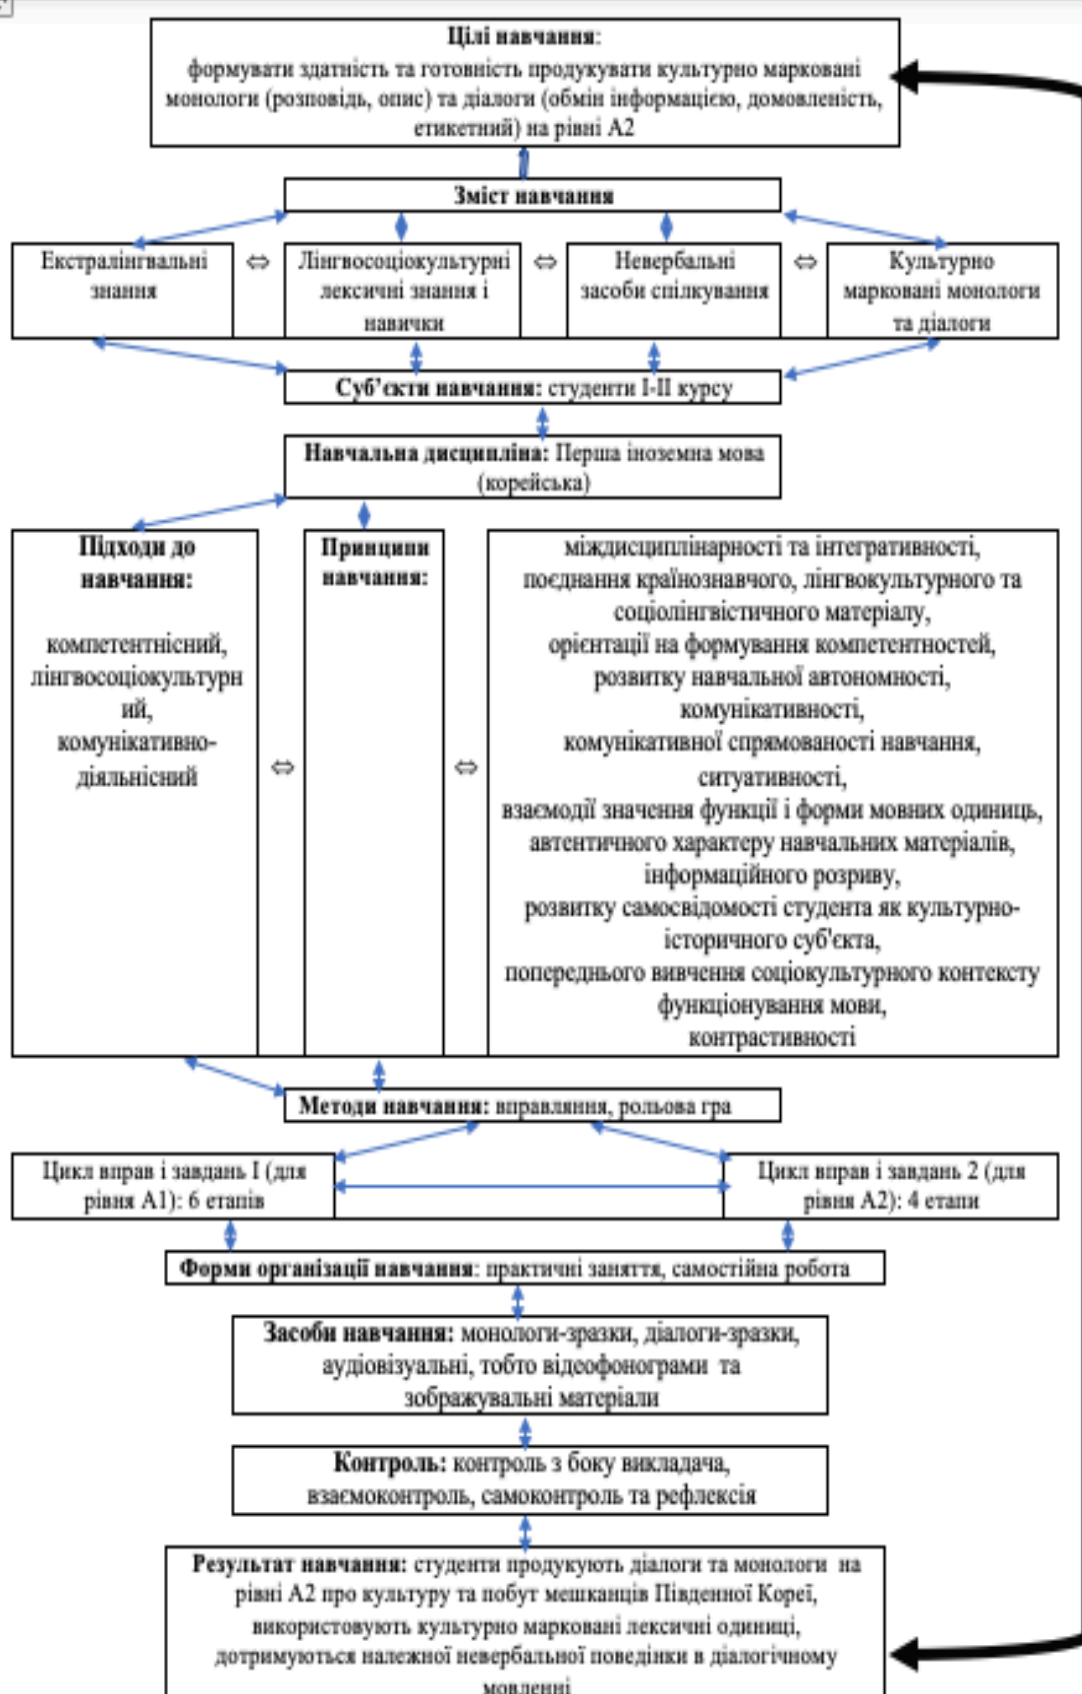 Цілі навчання:
формувати здатність та готовність продукувати культурно марковані
монологи (розповідь, опис) та діалоги (обмін інформацією, домовленість,
етикетний) на рівні А2
Зміст навчання
Екстралінгвальні
знання
⇔
Лінгвосоціокультурні
лексичні знання і
навички
⇔
Невербальні
засоби спілкування
⇔
Культурно
марковані монологи
та діалоги
Суб’єкти навчання: студенти І-ІІ курсу
Навчальна дисципліна: Перша іноземна мова
(корейська)
Підходи до
навчання:
компетентнісний,
лінгвосоціокультурн
ий,
комунікативно-
діяльнісний
⇔
Принципи
навчання:
⇔
міждисциплінарності та інтегративності,
поєднання країнознавчого, лінгвокультурного та
соціолінгвістичного матеріалу,
орієнтації на формування компетентностей,
розвитку навчальної автономності,
комунікативності,
комунікативної спрямованості навчання,
ситуативності,
взаємодії значення функції і форми мовних одиниць,
автентичного характеру навчальних матеріалів,
інформаційного розриву,
розвитку самосвідомості студента як культурно-
історичного суб'єкта,
попереднього вивчення соціокультурного контексту
функціонування мови,
контрастивності
Методи навчання: вправляння, рольова гра
Цикл вправ і завдань І (для
рівня А1): 6 етапів
Цикл вправ і завдань 2 (для
рівня А2): 4 етапи
Форми організації навчання: практичні заняття, самостійна робота
Засоби навчання: монологи-зразки, діалоги-зразки,
аудіовізуальні, тобто відеофонограми та
зображувальні матеріали
Контроль: контроль з боку викладача,
взаємоконтроль, самоконтроль та рефлексія
Результат навчання: студенти продукують діалоги та монологи на
рівні А2 про культуру та побут мешканців Південної Кореї,
використовують культурно марковані лексичні одиниці,
дотримуються належної невербальної поведінки в діалогічному
мовленні